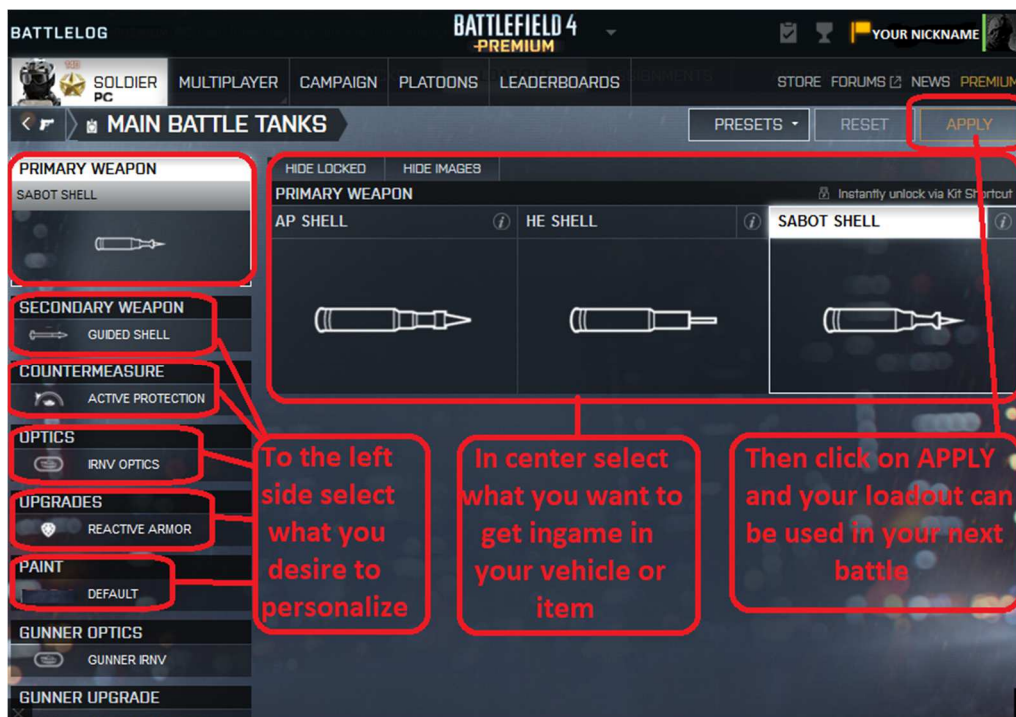 BATTLELOG
BATTLEFIELD 4
PREMIUM
YOUR NICKNAME
SOLDIER
PC
MULTIPLAYER
CAMPAIGN
PLATOONS
LEADERBOARDS
STORE
FORUMS
NEWS
PREMIUM
MAIN BATTLE TANKS
PRESETS
RESET
APPLY
PRIMARY WEAPON
SABOT SHELL
SECONDARY WEAPON
GUIDED SHELL
COUNTERMEASURE
ACTIVE PROTECTION
OPTICS
IRNV OPTICS
UPGRADES
REACTIVE ARMOR
PAINT
DEFAULT
GUNNER OPTICS
GUNNER IRNV
GUNNER UPGRADE
HIDE LOCKED
HIDE IMAGES
PRIMARY WEAPON
Instantly unlock via Kit Shortcut
AP SHELL
HE SHELL
SABOT SHELL
To the left
side select
what you
desire to
personalize
In center select
what you want to
get ingame in
your vehicle or
item
Then click on APPLY
and your loadout can
be used in your next
battle